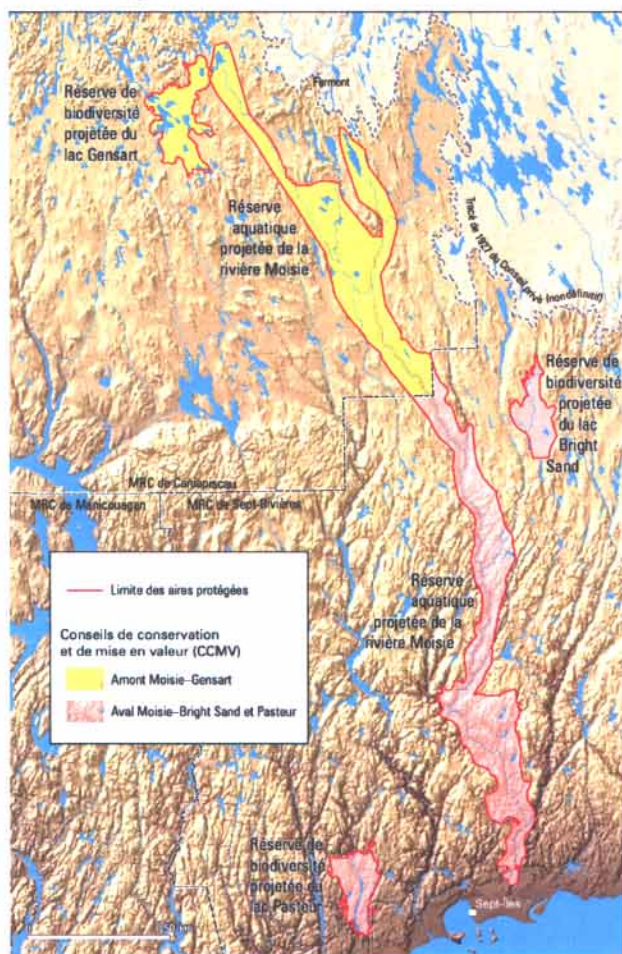 Fermont
Réserve de
biodiversité
projetée du
lac Gensart
Réserve
aquatique
projetée de la
rivière Moisie
Tracé de 1927 du Conseil privé (non définitif)
Réserve de
biodiversité
projetée
du lac
Bright
Sand
MRC de Caniapiscau
MRC de Manicouagan
MRC de Sept-Rivières
Limite des aires protégées
Conseils de conservation
et de mise en valeur (CCMV)
Amont Moisie–Gensart
Aval Moisie–Bright Sand et Pasteur
Réserve
aquatique
projetée de la
rivière Moisie
Réserve de
biodiversité
projetée du
lac Pasteur
Sept-Îles
0
km